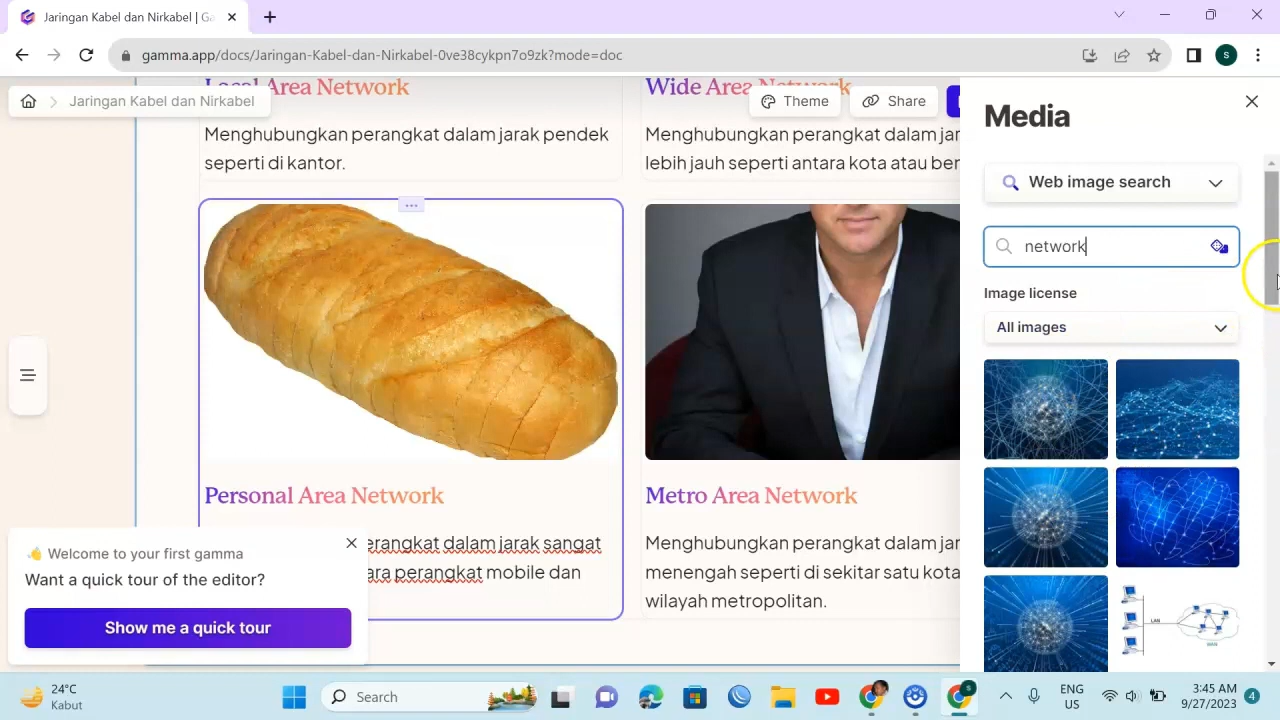 Jaringan Kabel dan Nirkabel | Ga
gamma.app/docs/Jaringan-Kabel-dan-Nirkabel-0ve38cykpn7o9zk?mode=doc
S
Jaringan Kabel dan Nirkabel
Theme
Share
Local Area Network
Menghubungkan perangkat dalam jarak pendek
seperti di kantor.
Wide Area Network
Menghubungkan perangkat dalam jar
lebih jauh seperti antara kota atau ben
Personal Area Network
erangkat dalam jarak sangat
ara perangkat mobile dan
Metro Area Network
Menghubungkan perangkat dalam jar
menengah seperti di sekitar satu kota
wilayah metropolitan.
👋 Welcome to your first gamma
Want a quick tour of the editor?
Show me a quick tour
Media
Web image search
network
Image license
All images
LAN
WAN
24°C
Kabut
Search
ENG
US
3:45 AM
9/27/2023
4